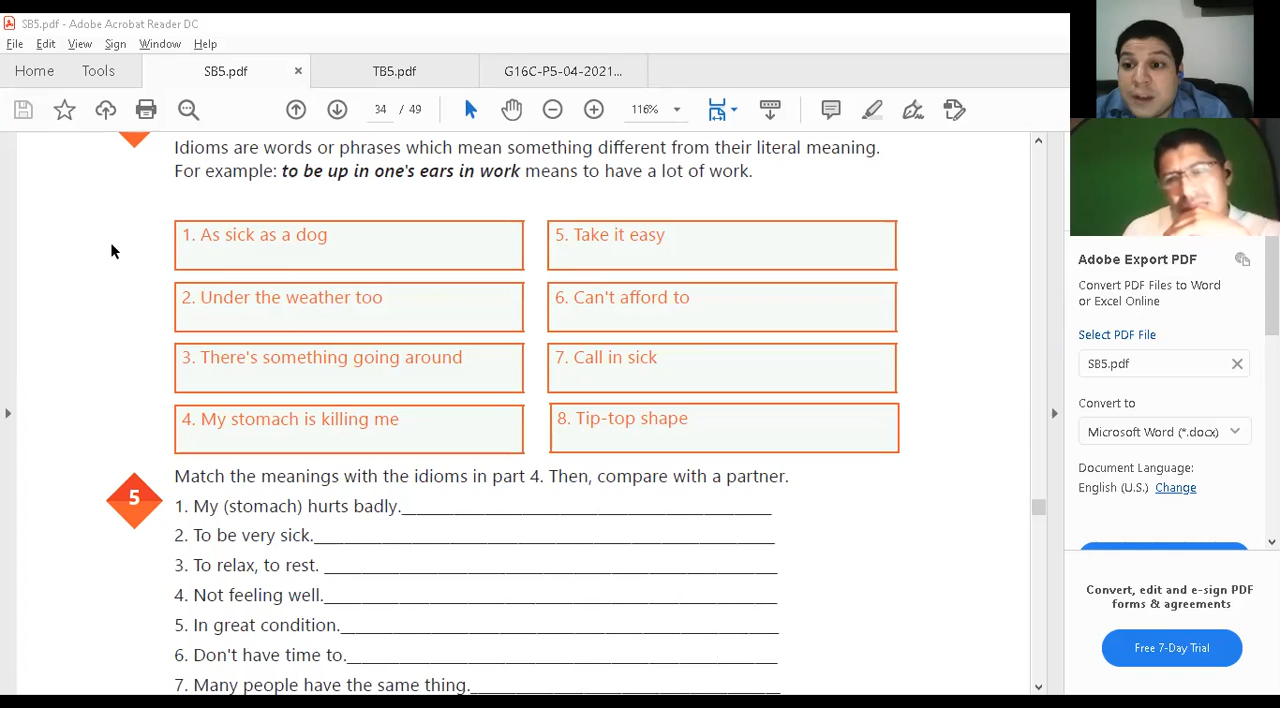 SB5.pdf - Adobe Acrobat Reader DC
File Edit View Sign Window Help
Home Tools SB5.pdf × TB5.pdf G16C-P5-04-2021...
34 / 49 116%
Idioms are words or phrases which mean something different from their literal meaning.
For example: to be up in one's ears in work means to have a lot of work.
1. As sick as a dog
5. Take it easy
2. Under the weather too
6. Can't afford to
3. There's something going around
7. Call in sick
4. My stomach is killing me
8. Tip-top shape
5
Match the meanings with the idioms in part 4. Then, compare with a partner.
1. My (stomach) hurts badly.
2. To be very sick.
3. To relax, to rest.
4. Not feeling well.
5. In great condition.
6. Don't have time to.
7. Many people have the same thing.
Adobe Export PDF
Convert PDF Files to Word
or Excel Online
Select PDF File
SB5.pdf
Convert to
Microsoft Word (*.docx)
Document Language:
English (U.S.) Change
Convert, edit and e-sign PDF
forms & agreements
Free 7-Day Trial